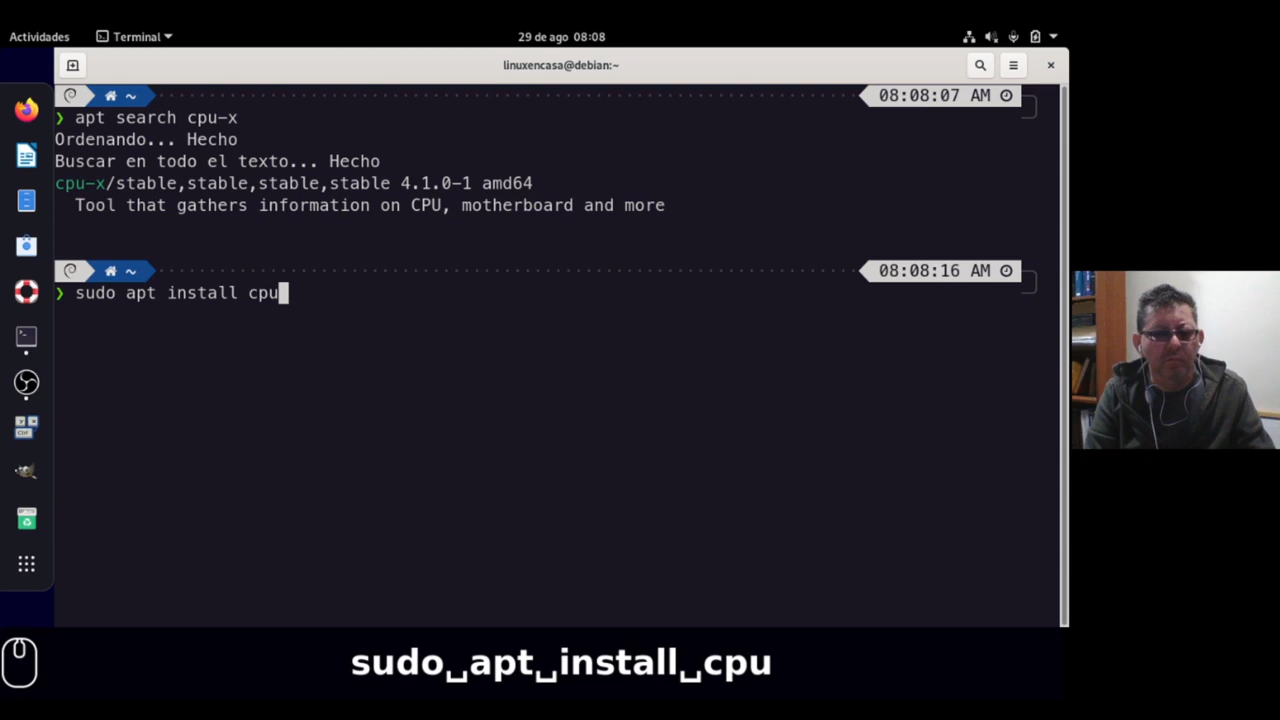 Actividades
Terminal
29 de ago 08:08
linuxencasa@debian:~
~
08:08:07 AM
❯ apt search cpu-x
Ordenando... Hecho
Buscar en todo el texto... Hecho
cpu-x/stable,stable,stable,stable 4.1.0-1 amd64
Tool that gathers information on CPU, motherboard and more
~
08:08:16 AM
❯ sudo apt install cpu
sudo␣apt␣install␣cpu